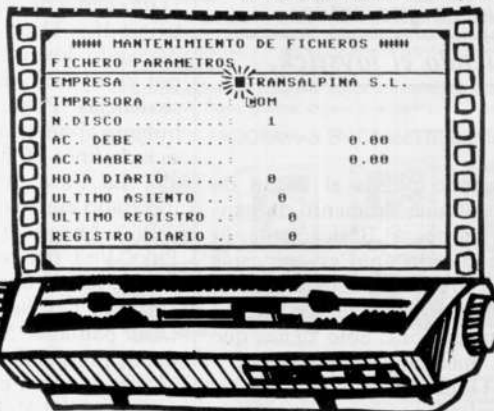 #### MANTENIMIENTO DE FICHEROS ####
FICHERO PARAMETROS
EMPRESA ........ TRANSALPINA S.L.
IMPRESORA ......: HOM
N.DISCO ........: 1
AC. DEBE .......: 0.00
AC. HABER ......: 0.00
HOJA DIARIO ....: 0
ULTIMO ASIENTO ..: 0
ULTIMO REGISTRO .: 0
REGISTRO DIARIO .: 0